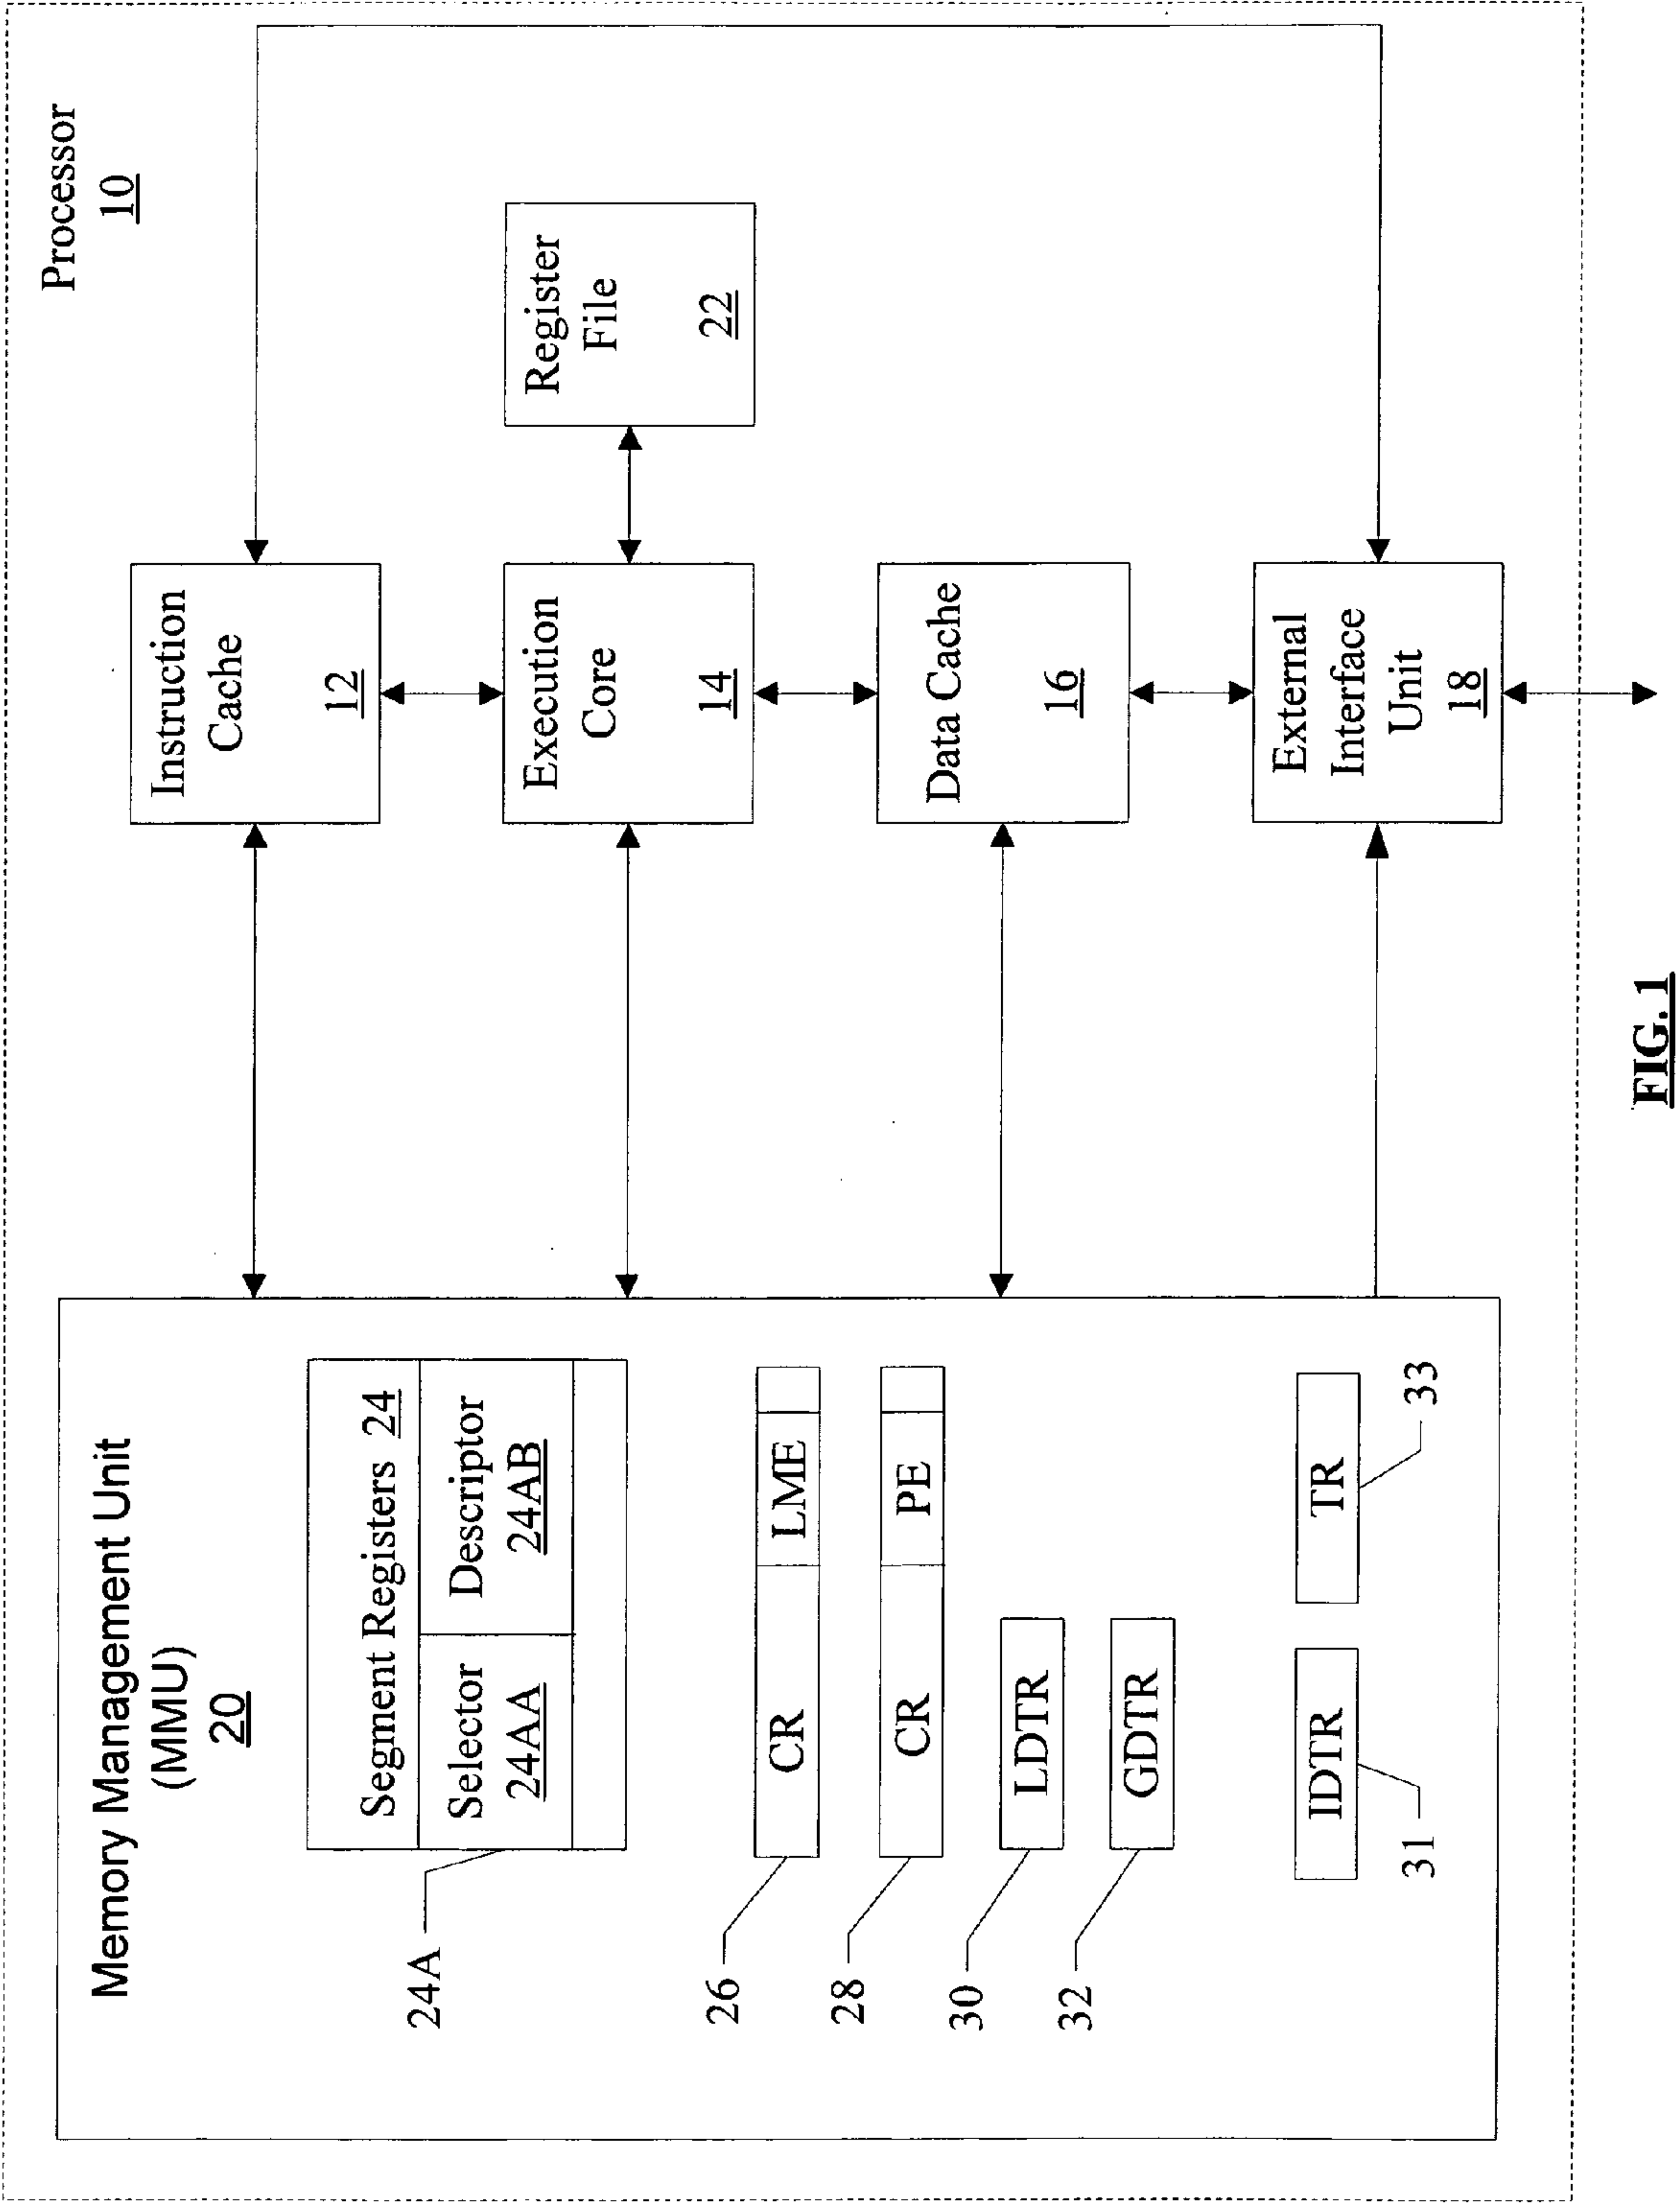 Processor
10
Memory Management Unit
(MMU)
20
Segment Registers 24
Selector
24AA
Descriptor
24AB
24A
CR
LME
26
CR
PE
28
LDTR
30
GDTR
32
IDTR
31
TR
33
Instruction
Cache
12
Execution
Core
14
Register
File
22
Data Cache
16
External
Interface
Unit
18
FIG. 1